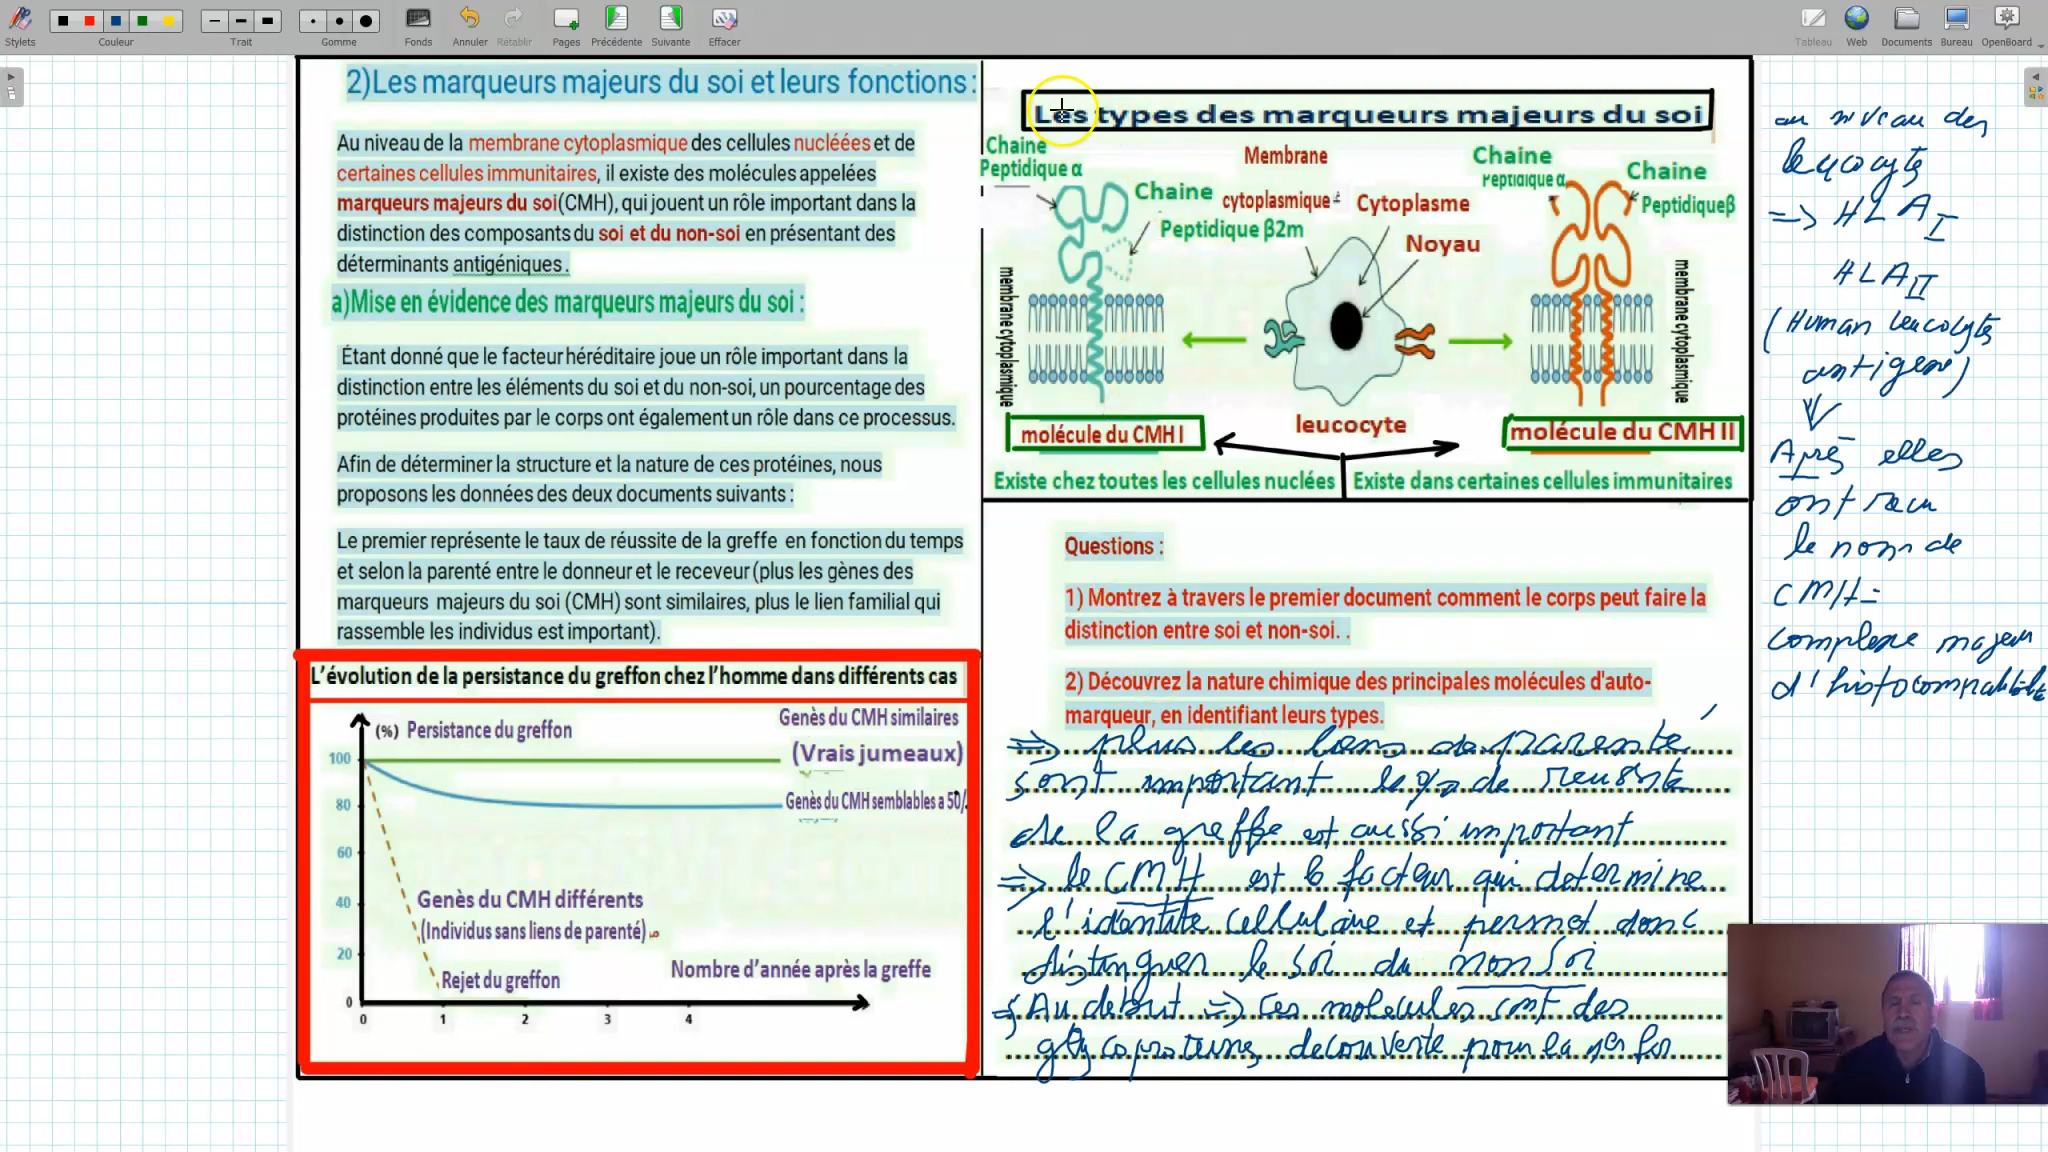 Stylets
Couleur
Trait
Gomme
Fonds
Annuler
Rétablir
Pages
Précédente
Suivante
Effacer
Tableau
Web
Documents
Bureau
OpenBoard
2)Les marqueurs majeurs du soi et leurs fonctions :
Au niveau de la membrane cytoplasmique des cellules nucléées et de
certaines cellules immunitaires, il existe des molécules appelées
marqueurs majeurs du soi(CMH), qui jouent un rôle important dans la
distinction des composants du soi et du non-soi en présentant des
déterminants antigéniques .
a)Mise en évidence des marqueurs majeurs du soi :
Étant donné que le facteur héréditaire joue un rôle important dans la
distinction entre les éléments du soi et du non-soi, un pourcentage des
protéines produites par le corps ont également un rôle dans ce processus.
Afin de déterminer la structure et la nature de ces protéines, nous
proposons les données des deux documents suivants :
Le premier représente le taux de réussite de la greffe en fonction du temps
et selon la parenté entre le donneur et le receveur (plus les gènes des
marqueurs majeurs du soi (CMH) sont similaires, plus le lien familial qui
rassemble les individus est important).
L'évolution de la persistance du greffon chez l'homme dans différents cas
(%) Persistance du greffon
Genès du CMH similaires
(Vrais jumeaux)
Genès du CMH semblables a 50/.
Genès du CMH différents
(Individus sans liens de parenté)
Rejet du greffon
Nombre d'année après la greffe
100
80
60
40
20
0
0 1 2 3 4
Les types des marqueurs majeurs du soi
Chaine
Peptidique α
Chaine
Peptidique β2m
Membrane
cytoplasmique
Cytoplasme
Noyau
Chaine
Peptidique α
Chaine
Peptidiqueβ
membrane cytoplasmique
membrane cytoplasmique
molécule du CMH I
leucocyte
molécule du CMH II
Existe chez toutes les cellules nuclées
Existe dans certaines cellules immunitaires
Questions :
1) Montrez à travers le premier document comment le corps peut faire la
distinction entre soi et non-soi. .
2) Découvrez la nature chimique des principales molécules d'auto-
marqueur, en identifiant leurs types.
=> plus les liens de parenté
sont important le % de reussite
de la greffe est aussi important
=> le CMH est le facteur qui determine
l'identite cellulaire et permet donc
distinguer le soi du non soi
Au debut => ces molecules sont des
glycoproteine, decouverte pour la
au niveau des
leucocyte
=> HLA I
HLA II
(Human leucocyte
antigene)
Après elles
ont recu
le nom de
CMH=
complexe majeur
d'histocompatibilite